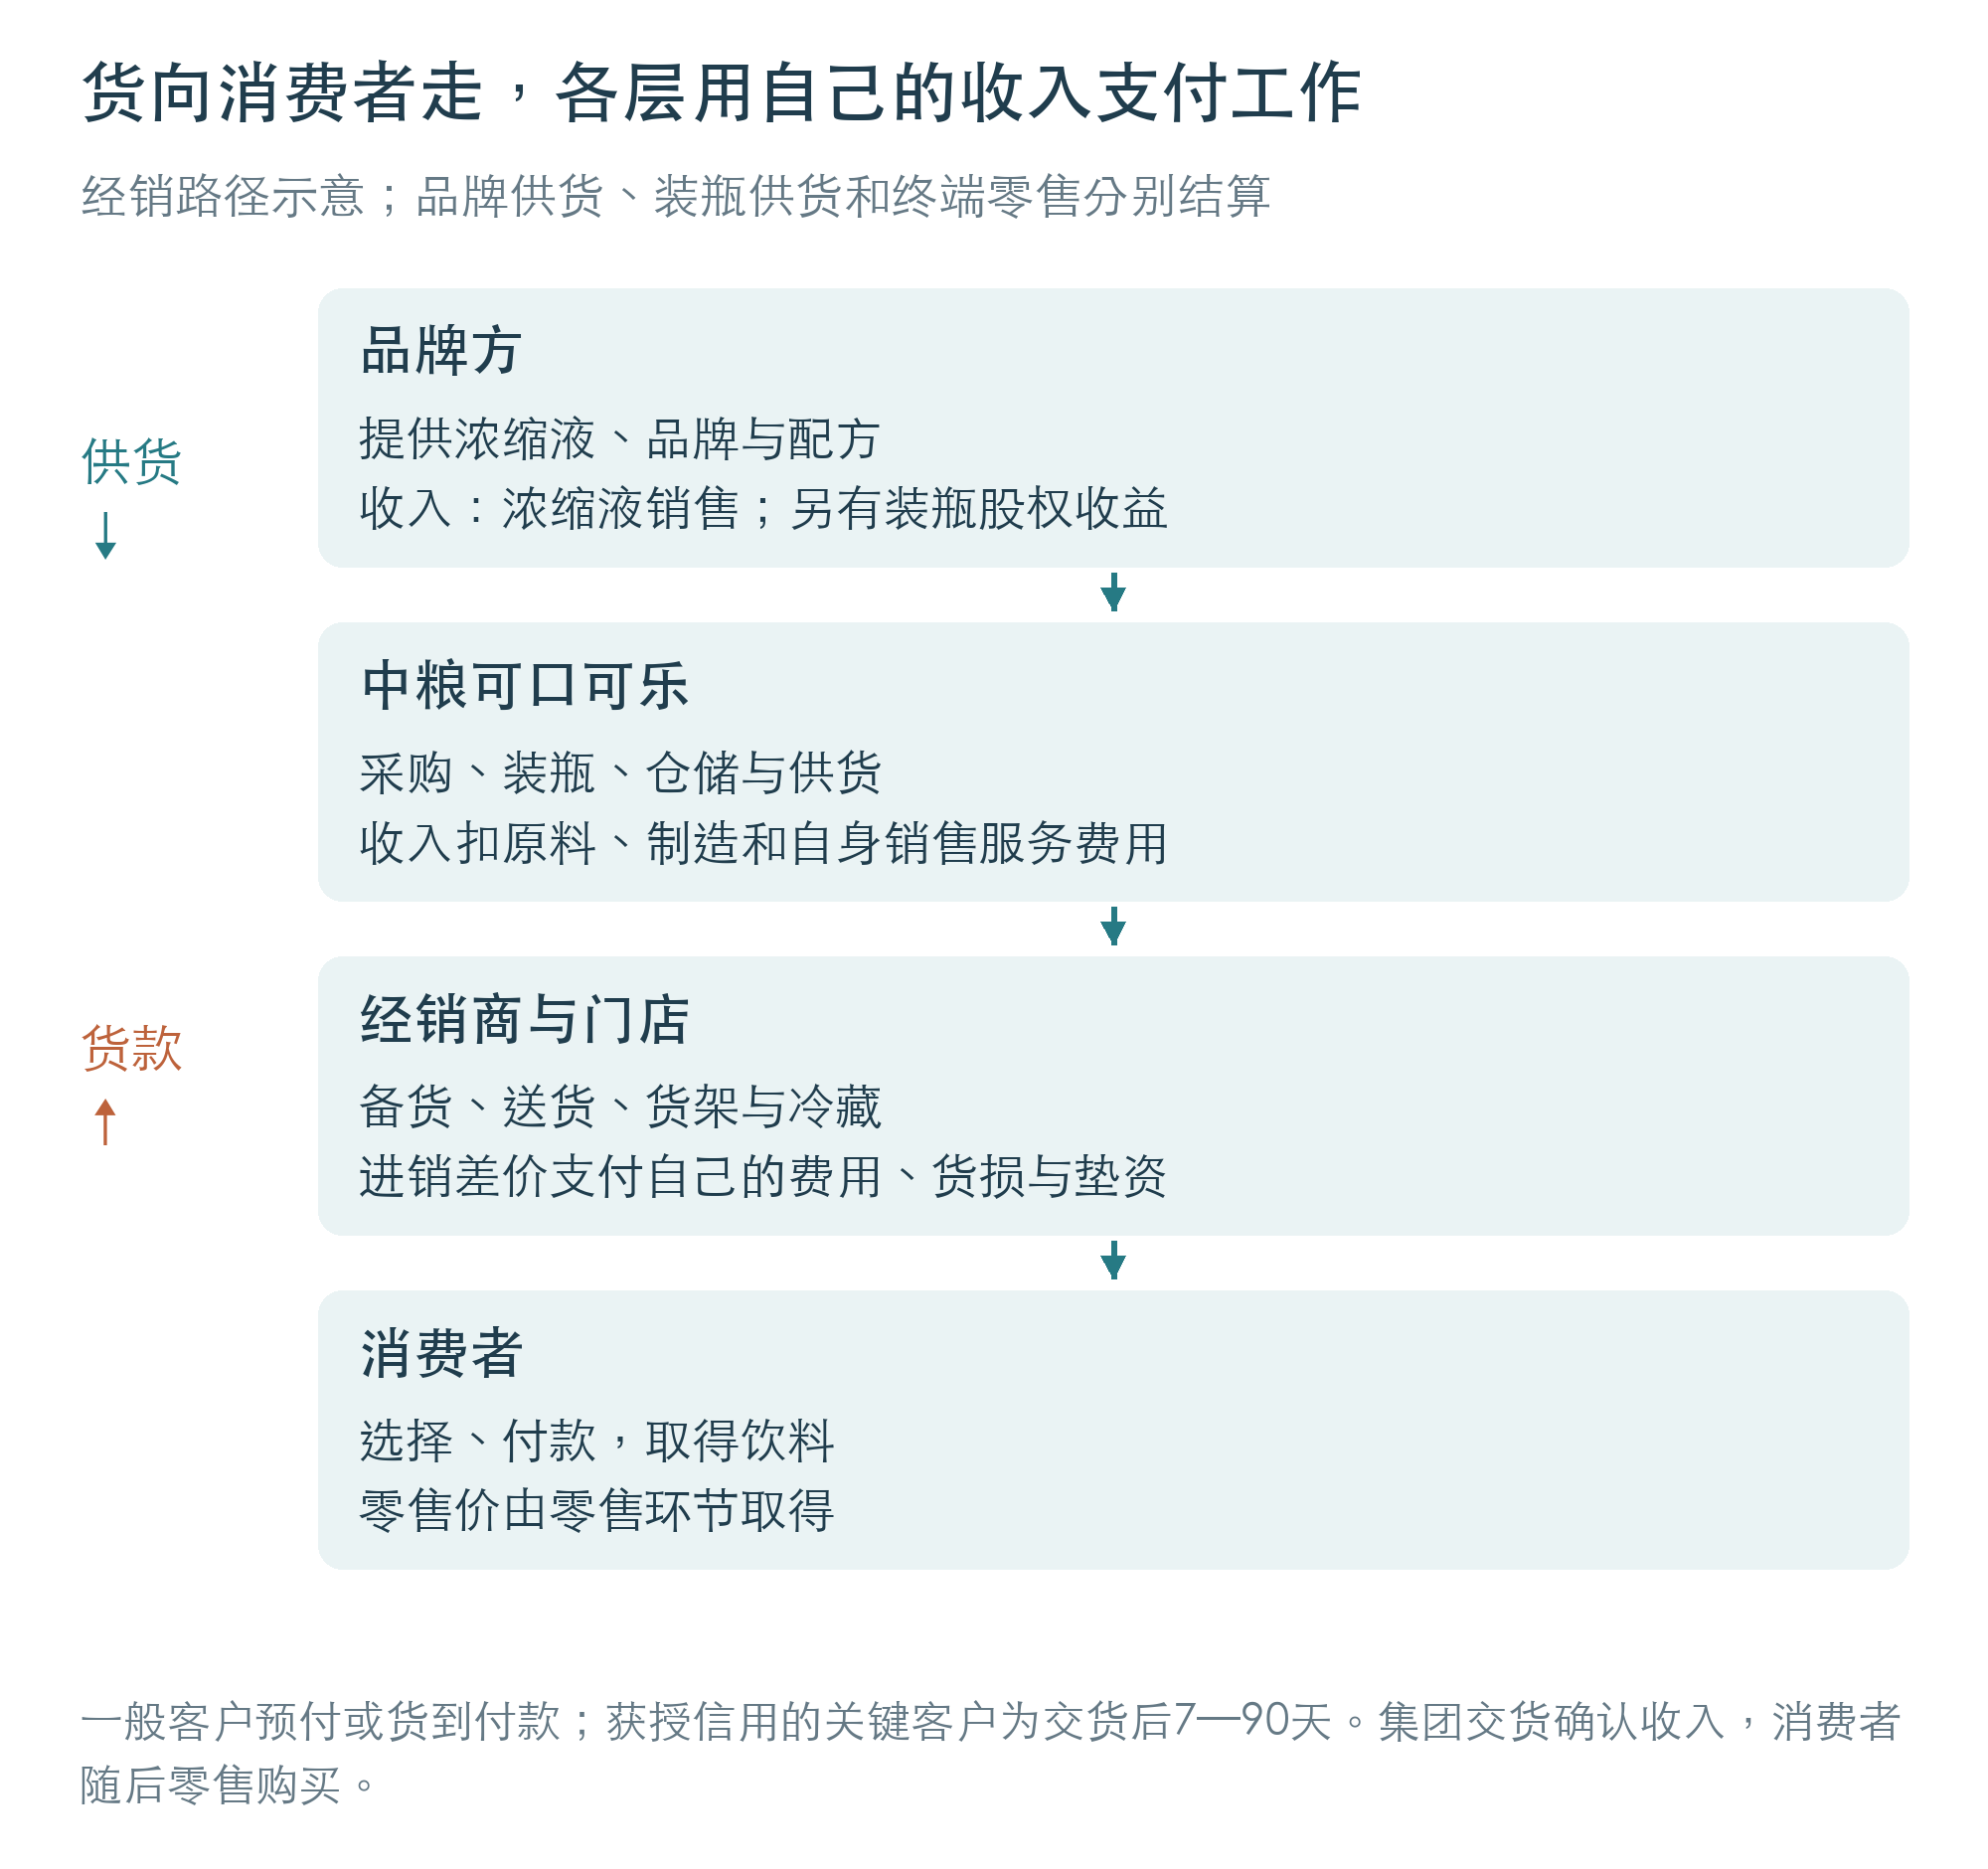 货向消费者走，各层用自己的收入支付工作
经销路径示意；品牌供货、装瓶供货和终端零售分别结算
品牌方
提供浓缩液、品牌与配方
收入：浓缩液销售；另有装瓶股权收益
供货
中粮可口可乐
采购、装瓶、仓储与供货
收入扣原料、制造和自身销售服务费用
经销商与门店
备货、送货、货架与冷藏
进销差价支付自己的费用、货损与垫资
货款
消费者
选择、付款，取得饮料
零售价由零售环节取得
一般客户预付或货到付款；获授信用的关键客户为交货后7—90天。集团交货确认收入，消费者
随后零售购买。